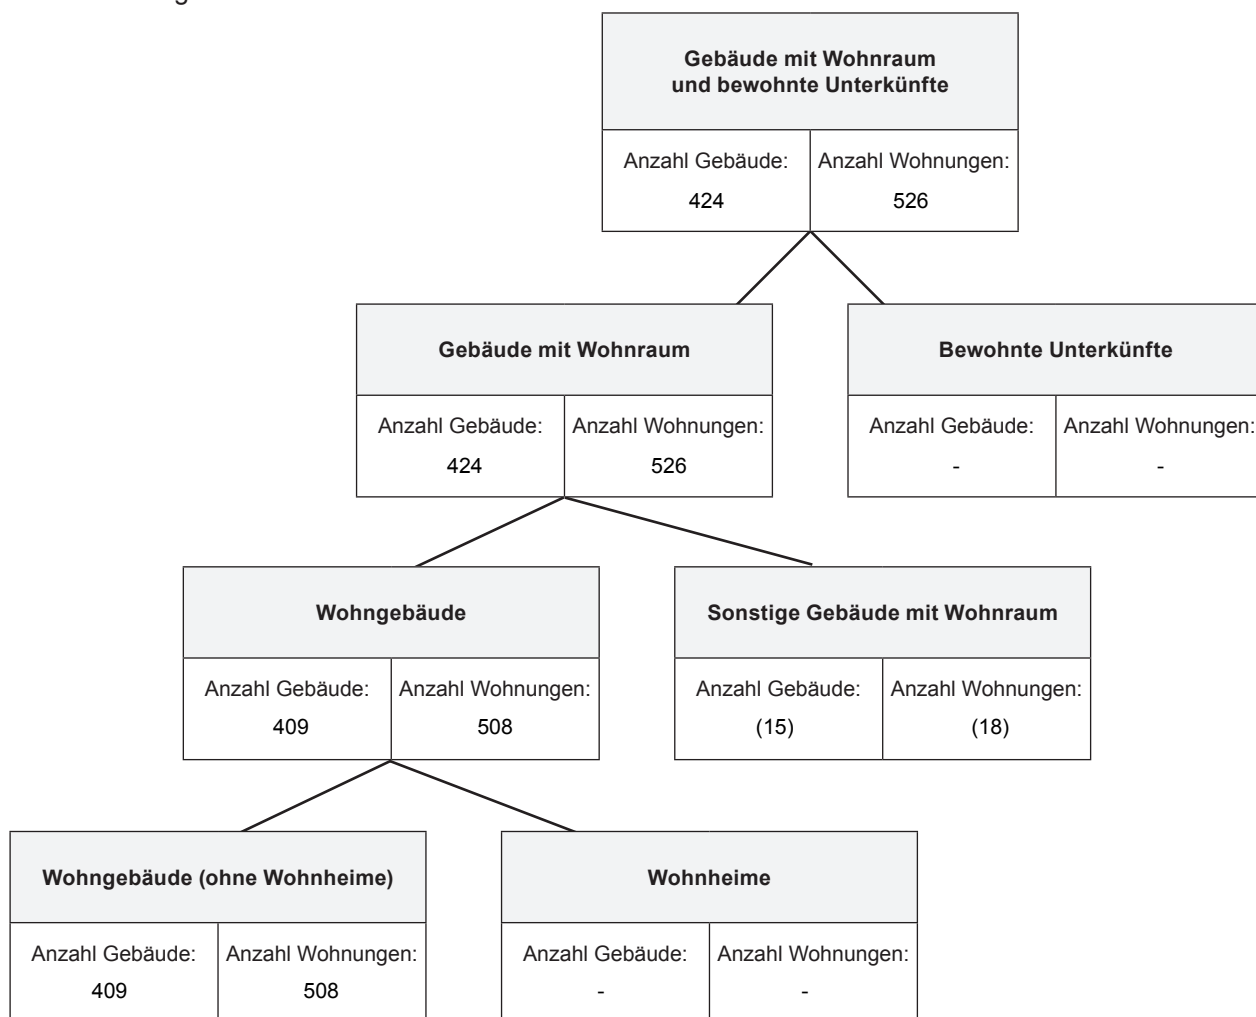 Gebäude mit Wohnraum
und bewohnte Unterkünfte
Anzahl Gebäude: Anzahl Wohnungen:
424 526
Gebäude mit Wohnraum Bewohnte Unterkünfte
Anzahl Gebäude: Anzahl Wohnungen: Anzahl Gebäude: Anzahl Wohnungen:
424 526 - -
Wohngebäude Sonstige Gebäude mit Wohnraum
Anzahl Gebäude: Anzahl Wohnungen: Anzahl Gebäude: Anzahl Wohnungen:
409 508 (15) (18)
Wohngebäude (ohne Wohnheime) Wohnheime
Anzahl Gebäude: Anzahl Wohnungen: Anzahl Gebäude: Anzahl Wohnungen:
409 508 - -